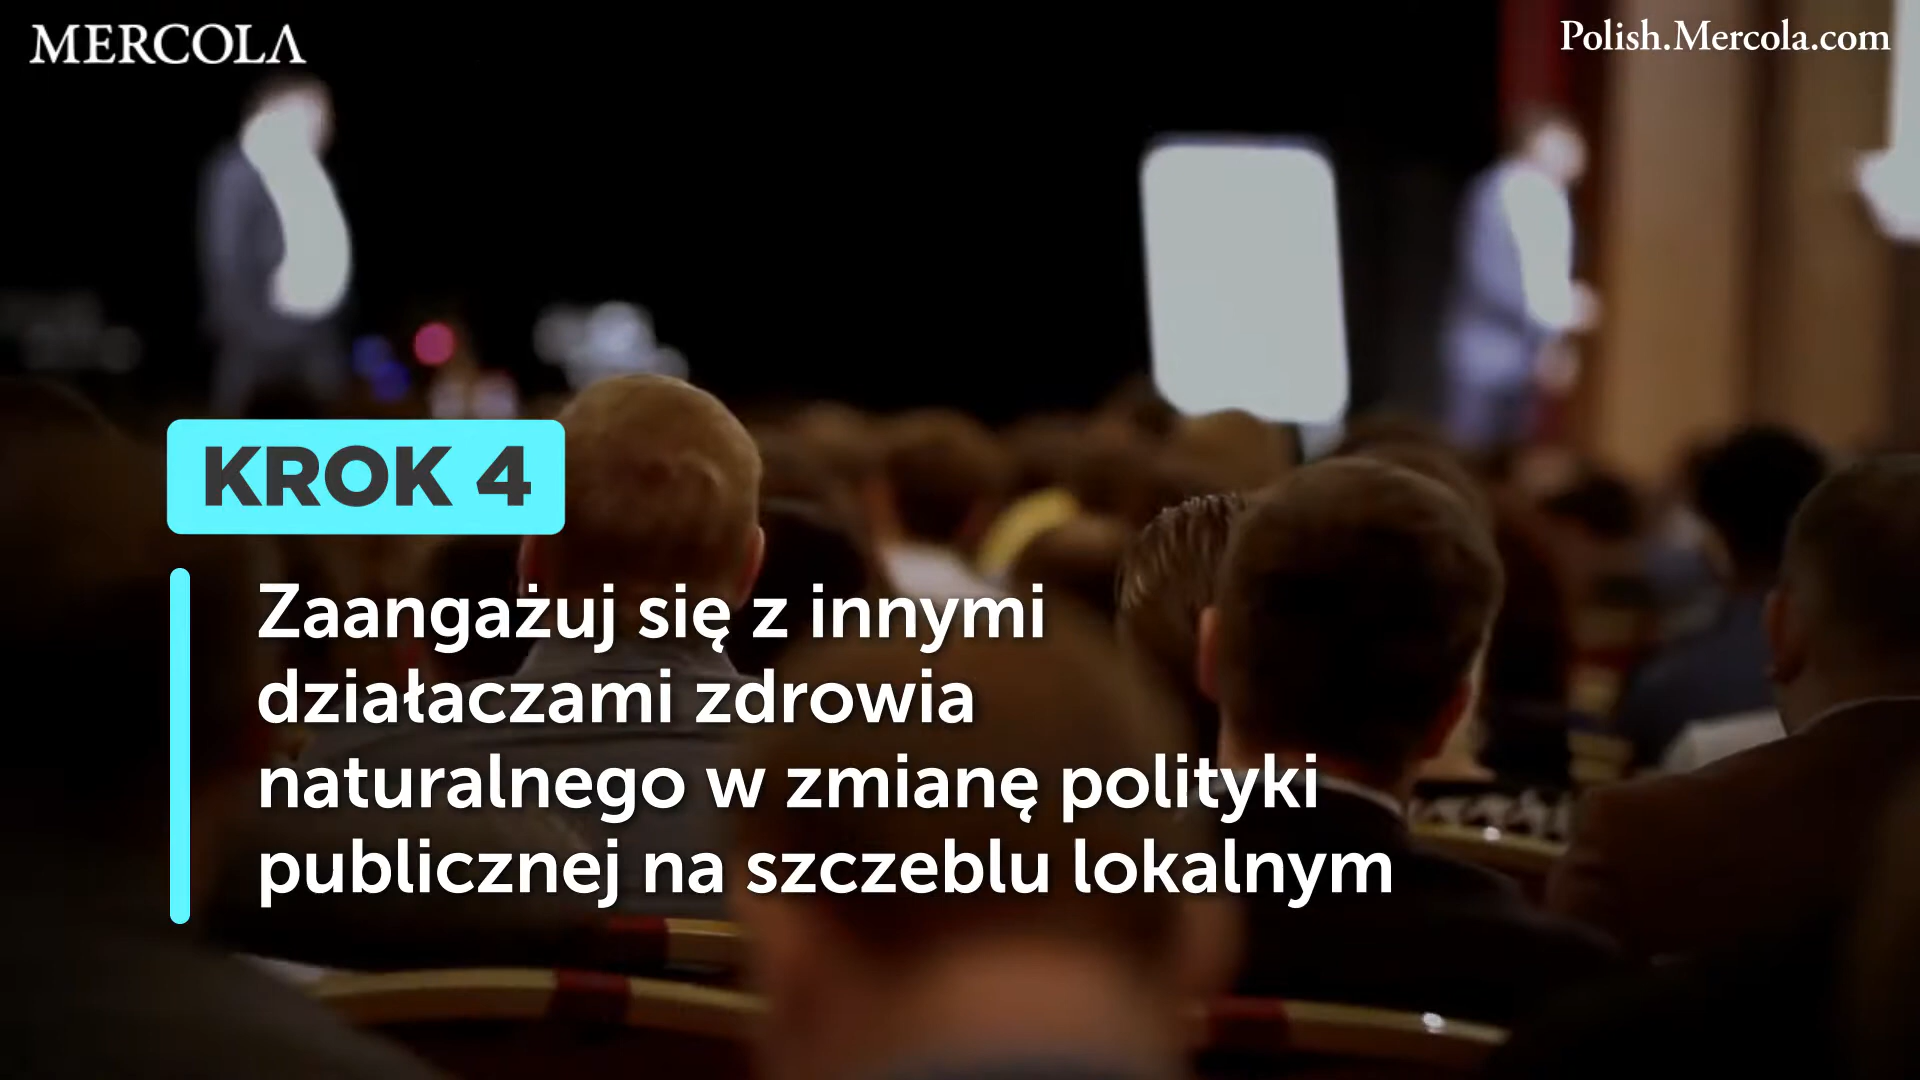 MERCOLA
Polish.Mercola.com
KROK 4
Zaangażuj się z innymi
działaczami zdrowia
naturalnego w zmianę polityki
publicznej na szczeblu lokalnym